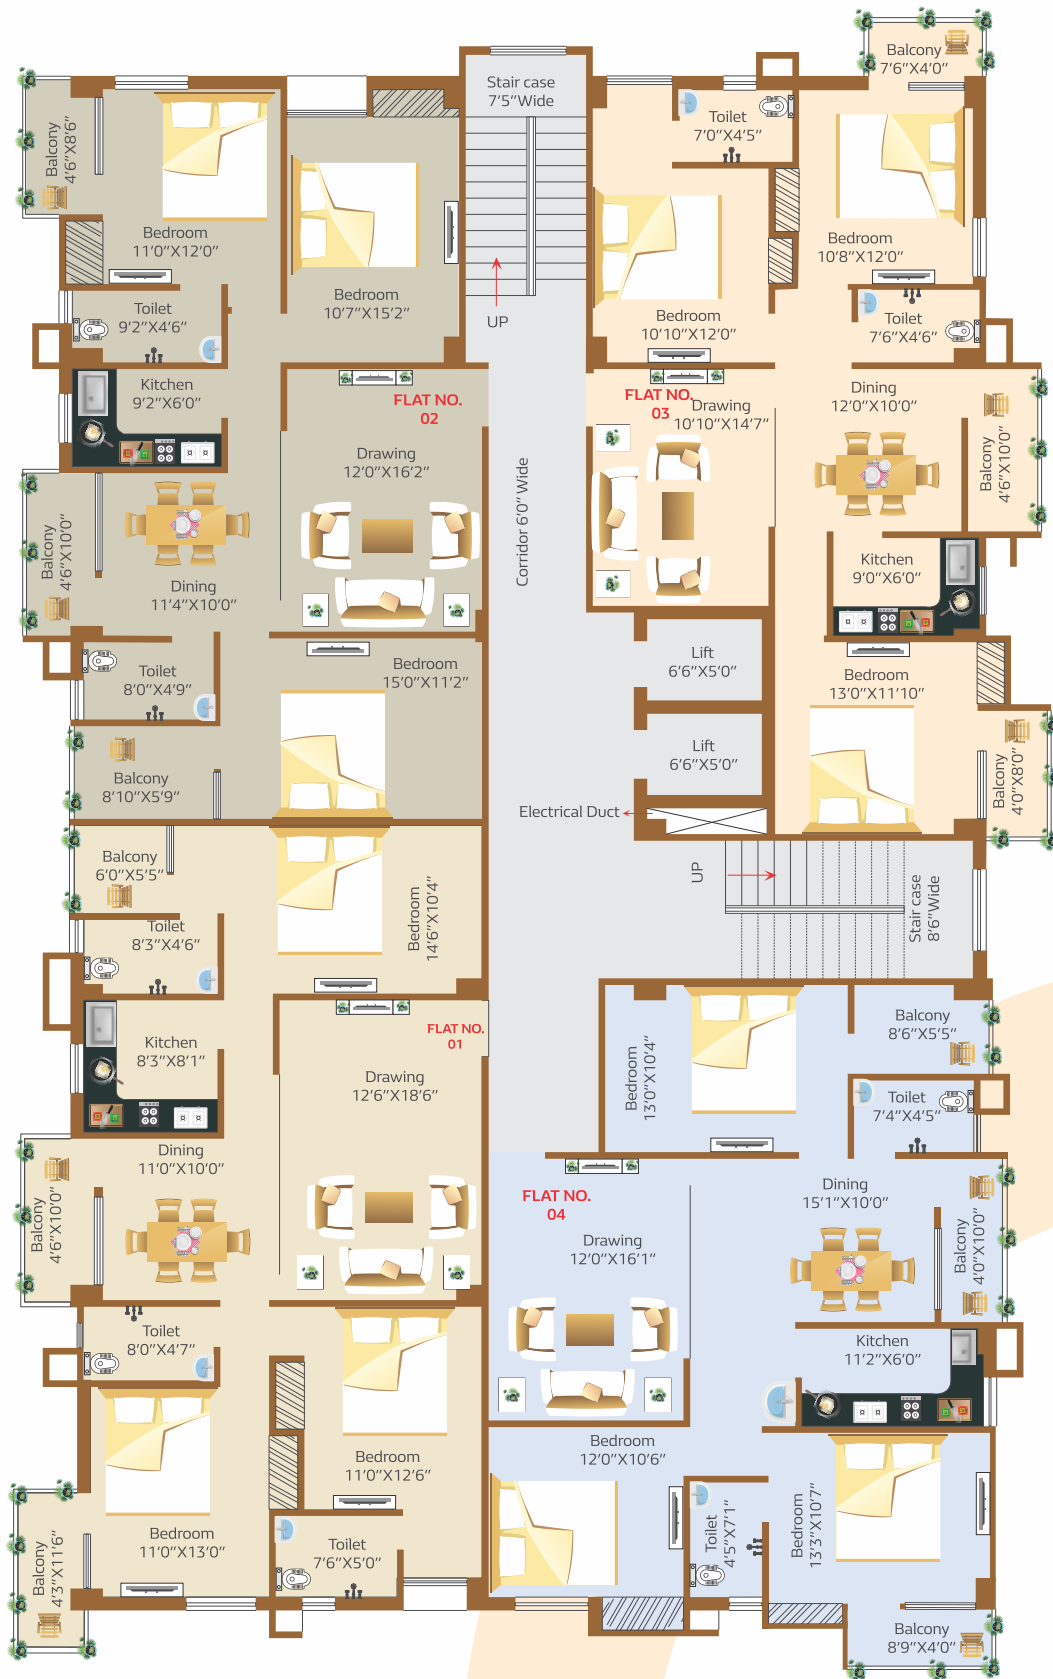 Balcony
7'6"X4'0"
Stair case
7'5"Wide
Toilet
7'0"X4'5"
Balcony
4'6"X8'6"
Bedroom
11'0"X12'0"
Bedroom
10'8"X12'0"
Bedroom
10'7"X15'2"
Toilet
9'2"X4'6"
UP
Bedroom
10'10"X12'0"
Toilet
7'6"X4'6"
Kitchen
9'2"X6'0"
FLAT NO.
02
FLAT NO.
03
Drawing
10'10"X14'7"
Dining
12'0"X10'0"
Drawing
12'0"X16'2"
Balcony
4'6"X10'0"
Corridor 6'0" Wide
Balcony
4'6"X10'0"
Dining
11'4"X10'0"
Kitchen
9'0"X6'0"
Toilet
8'0"X4'9"
Bedroom
15'0"X11'2"
Lift
6'6"X5'0"
Bedroom
13'0"X11'10"
Balcony
8'10"X5'9"
Lift
6'6"X5'0"
Balcony
4'0"X8'0"
Electrical Duct
Balcony
6'0"X5'5"
UP
Stair case
8'6"Wide
Bedroom
14'6"X10'4"
Toilet
8'3"X4'6"
Kitchen
8'3"X8'1"
FLAT NO.
01
Balcony
8'6"X5'5"
Bedroom
13'0"X10'4"
Drawing
12'6"X18'6"
Toilet
7'4"X4'5"
Dining
11'0"X10'0"
Balcony
4'6"X10'0"
FLAT NO.
04
Dining
15'1"X10'0"
Drawing
12'0"X16'1"
Balcony
4'0"X10'0"
Toilet
8'0"X4'7"
Kitchen
11'2"X6'0"
Bedroom
11'0"X12'6"
Bedroom
12'0"X10'6"
Bedroom
11'0"X13'0"
Toilet
7'6"X5'0"
Toilet
4'5"X7'1"
Bedroom
13'3"X10'7"
Balcony
4'3"X11'6"
Balcony
8'9"X4'0"